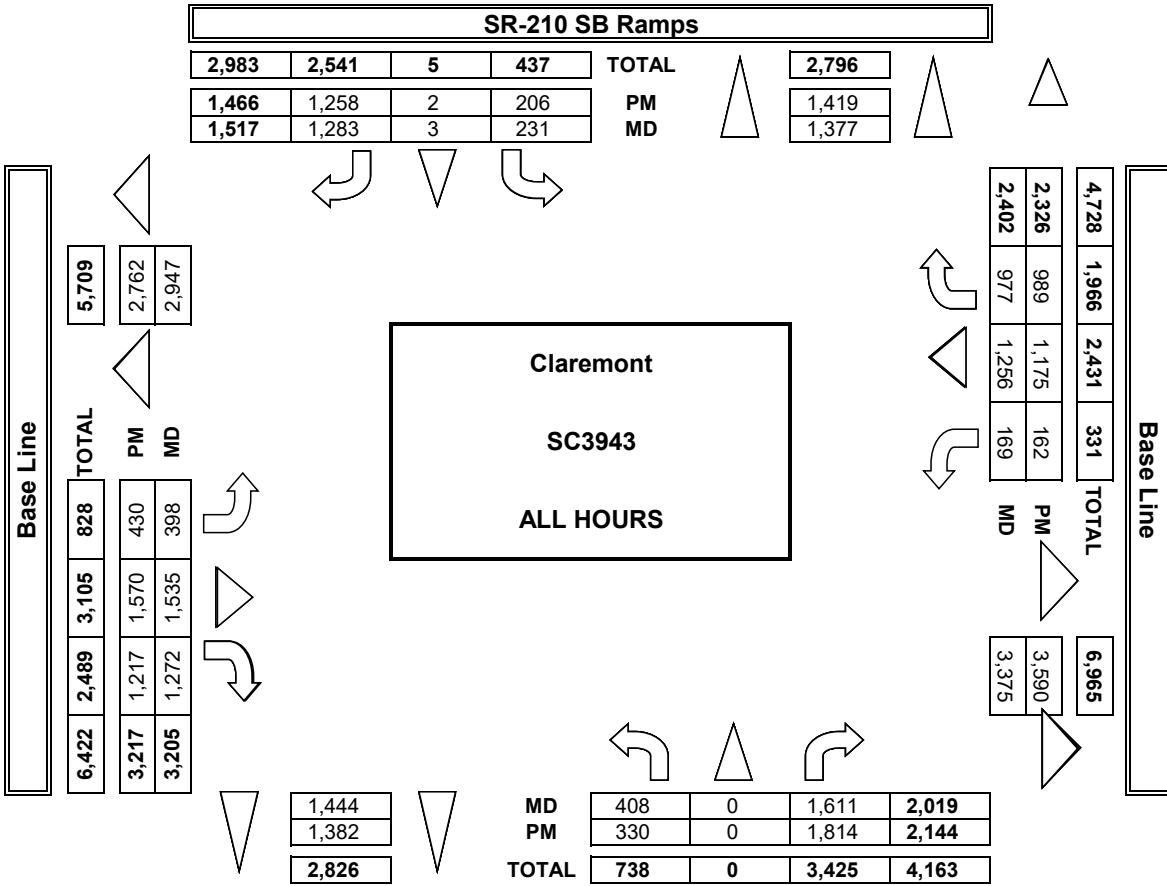 SR-210 SB Ramps
2,983 2,541 5 437 TOTAL 2,796
1,466 1,258 2 206 PM 1,419
1,517 1,283 3 231 MD 1,377
Base Line
5,709
2,762
2,947
TOTAL 828 3,105 2,489 6,422
PM 430 1,570 1,217 3,217
MD 398 1,535 1,272 3,205
Claremont
SC3943
ALL HOURS
4,728 1,966 2,431 331 TOTAL
2,326 989 1,175 162 PM
2,402 977 1,256 169 MD
6,965
3,590
3,375
Base Line
1,444 MD 408 0 1,611 2,019
1,382 PM 330 0 1,814 2,144
2,826 TOTAL 738 0 3,425 4,163